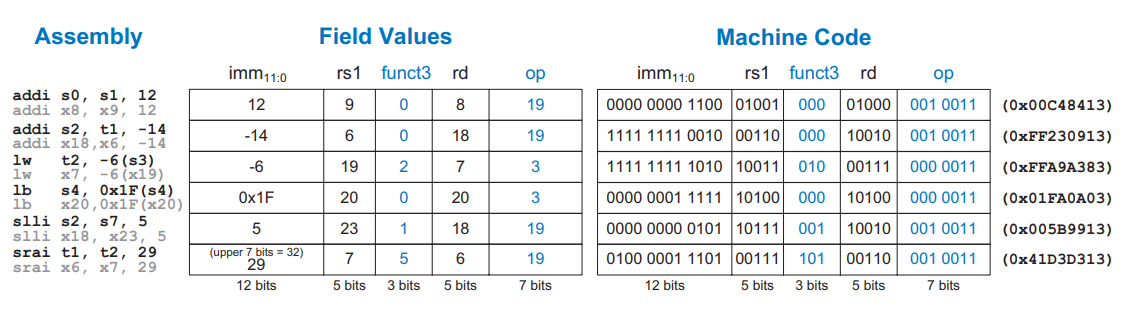 Assembly Field Values Machine Code
imm11:0 rs1 funct3 rd op imm11:0 rs1 funct3 rd op
addi s0, s1, 12
addi x8, x9, 12
12 9 0 8 19 0000 0000 1100 01001 000 01000 001 0011 (0x00C48413)
addi s2, t1, -14
addi x18,x6, -14
-14 6 0 18 19 1111 1111 0010 00110 000 10010 001 0011 (0xFF230913)
lw t2, -6(s3)
lw x7, -6(x19)
-6 19 2 7 3 1111 1111 1010 10011 010 00111 000 0011 (0xFFA9A383)
lb s4, 0x1F(s4)
lb x20,0x1F(x20)
0x1F 20 0 20 3 0000 0001 1111 10100 000 10100 000 0011 (0x01FA0A03)
slli s2, s7, 5
slli x18, x23, 5
5 23 1 18 19 0000 0000 0101 10111 001 10010 001 0011 (0x005B9913)
srai t1, t2, 29
srai x6, x7, 29
(upper 7 bits = 32)
29 7 5 6 19 0100 0001 1101 00111 101 00110 001 0011 (0x41D3D313)
12 bits 5 bits 3 bits 5 bits 7 bits 12 bits 5 bits 3 bits 5 bits 7 bits